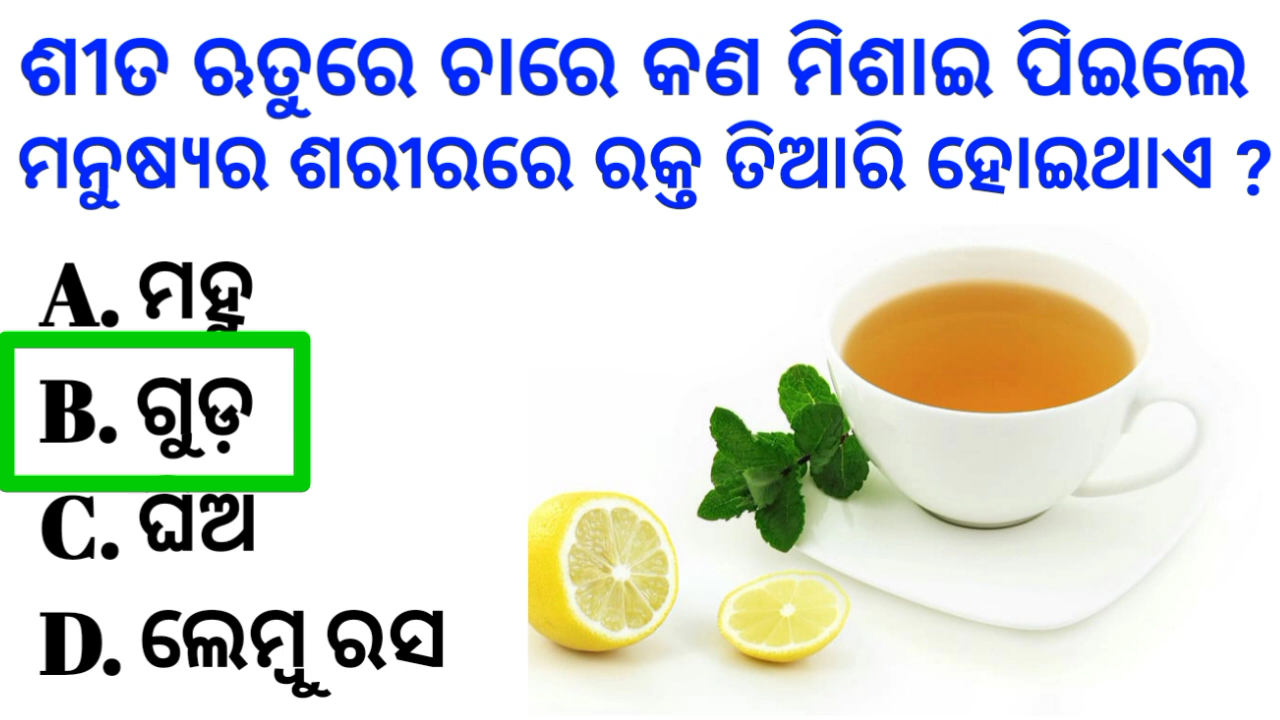 ଶୀତ ଋତୁରେ ଚାରେ କଣ ମିଶାଇ ପିଇଲେ
ମନୁଷ୍ୟର ଶରୀରରେ ରକ୍ତ ତିଆରି ହୋଇଥାଏ ?
A. ମହୁ
B. ଗୁଡ଼
C. ଘିଅ
D. ଲେମ୍ବୁ ରସ